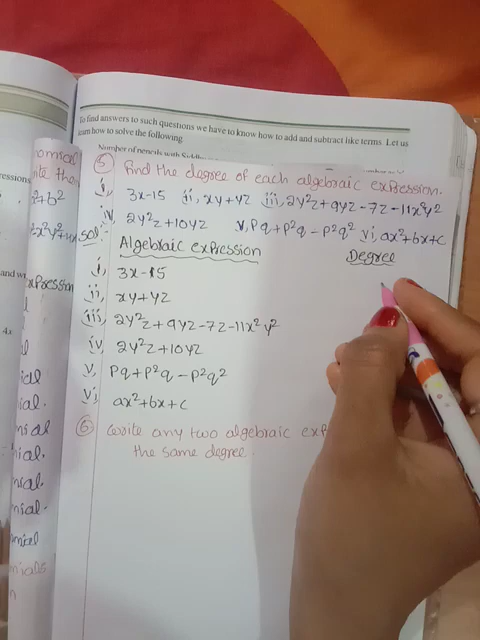 To find answers to such questions we have to know how to add and subtract like terms. Let us
learn how to solve the following.
Number of pencils with
⑤ Find the degree of each algebraic expression.
i, 3x-15 ii, xy+yz iii, 2y²z+9yz-7z-11x²y²
iv, 2y²z+10yz v, pq+p²q-p²q² vi, ax²+bx+c
Sol:
Algebraic expression Degree
i, 3x-15
ii, xy+yz
iii, 2y²z+9yz-7z-11x²y²
iv, 2y²z+10yz
v, pq+p²q-p²q²
vi, ax²+bx+c
⑥ Write any two algebraic
the same degree.